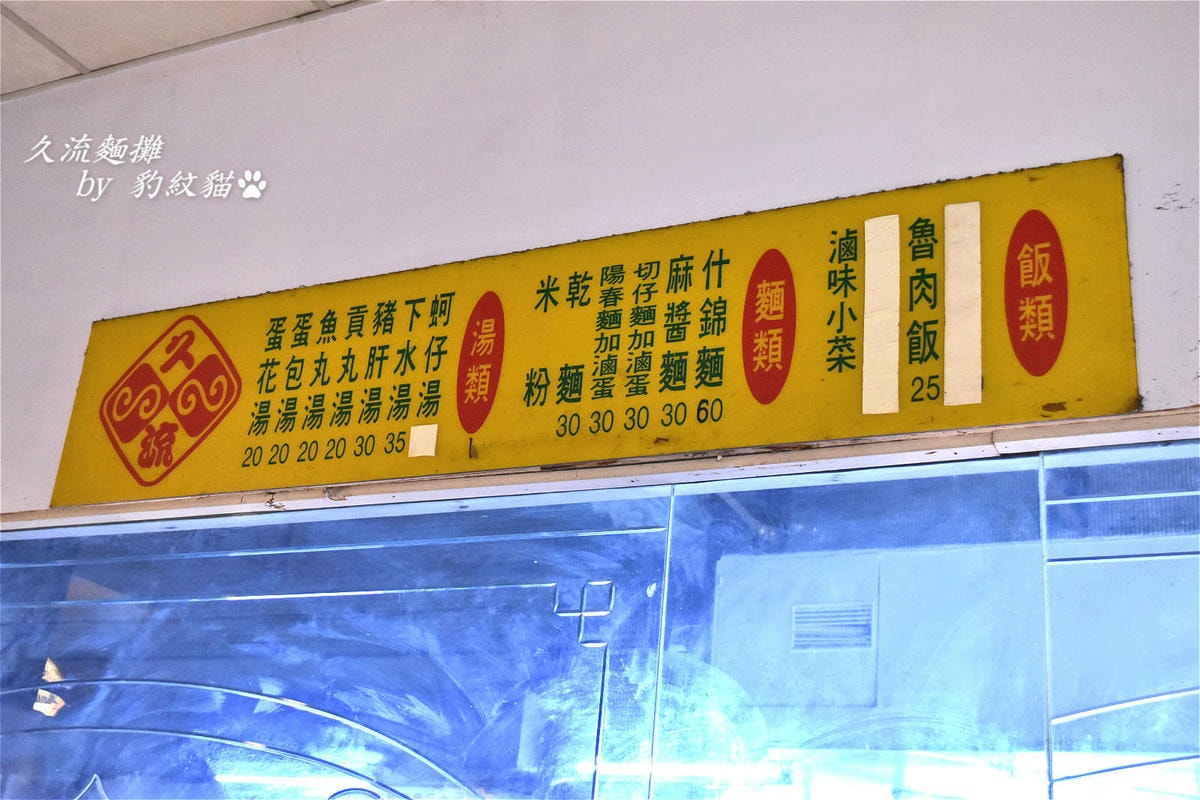 久流麵攤
by 豹紋貓
飯類
魯肉飯 25
滷味小菜
麵類
什錦麵 60
麻醬麵 30
切仔麵加滷蛋 30
陽春麵加滷蛋 30
乾麵 30
米粉
湯類
蚵仔湯
下水湯 35
豬肝湯 30
貢丸湯 20
魚丸湯 20
蛋包湯 20
蛋花湯 20
久流